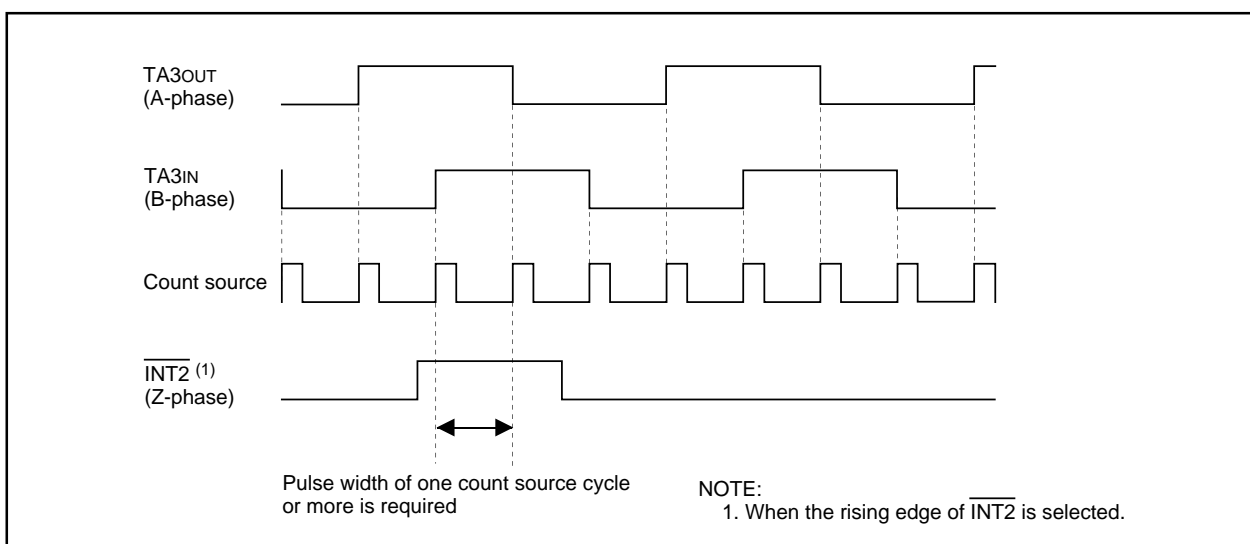 TA3OUT
(A-phase)
TA3IN
(B-phase)
Count source
INT2 (1)
(Z-phase)
Pulse width of one count source cycle
or more is required
NOTE:
1. When the rising edge of INT2 is selected.